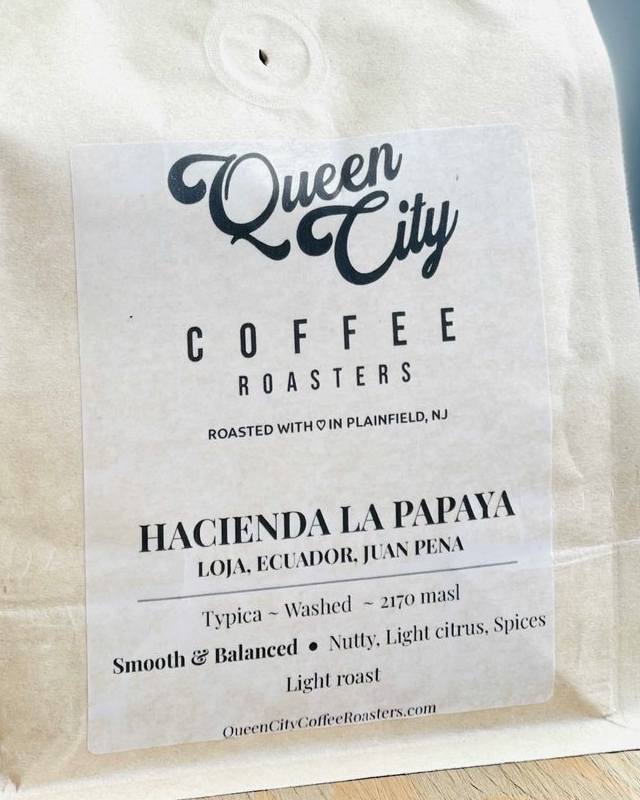 Queen
City
COFFEE
ROASTERS
ROASTED WITH ♡ IN PLAINFIELD, NJ
HACIENDA LA PAPAYA
LOJA, ECUADOR, JUAN PENA
Typica ~ Washed ~ 2170 masl
Smooth & Balanced ● Nutty, Light citrus, Spices
Light roast
QueenCityCoffeeRoasters.com